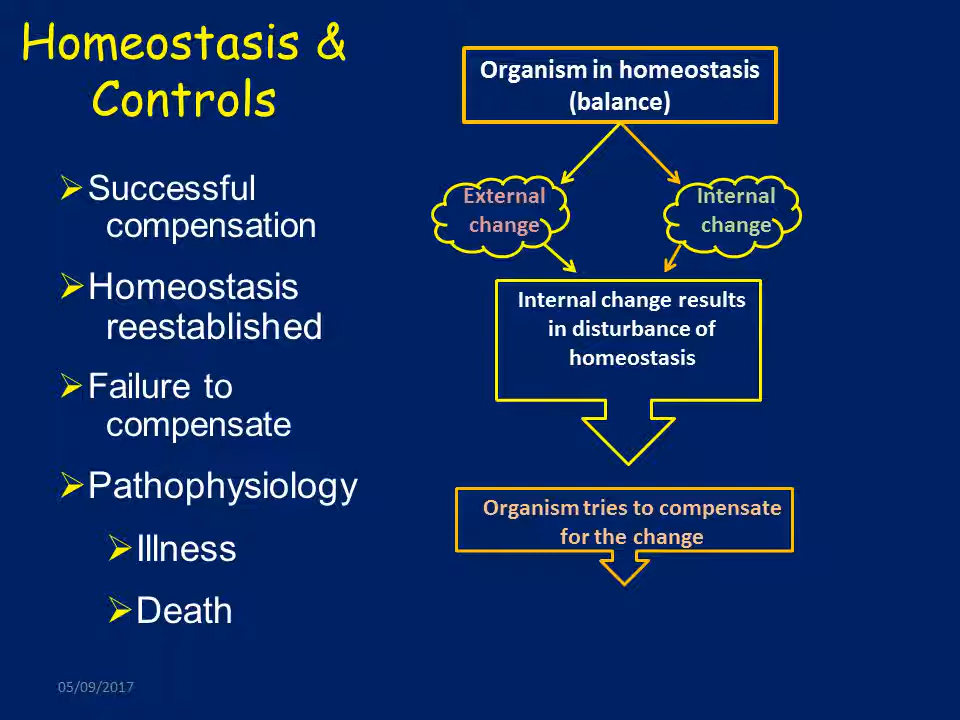 Homeostasis &
Controls
Successful
compensation
Homeostasis
reestablished
Failure to
compensate
Pathophysiology
Illness
Death
Organism in homeostasis
(balance)
External
change
Internal
change
Internal change results
in disturbance of
homeostasis
Organism tries to compensate
for the change
05/09/2017